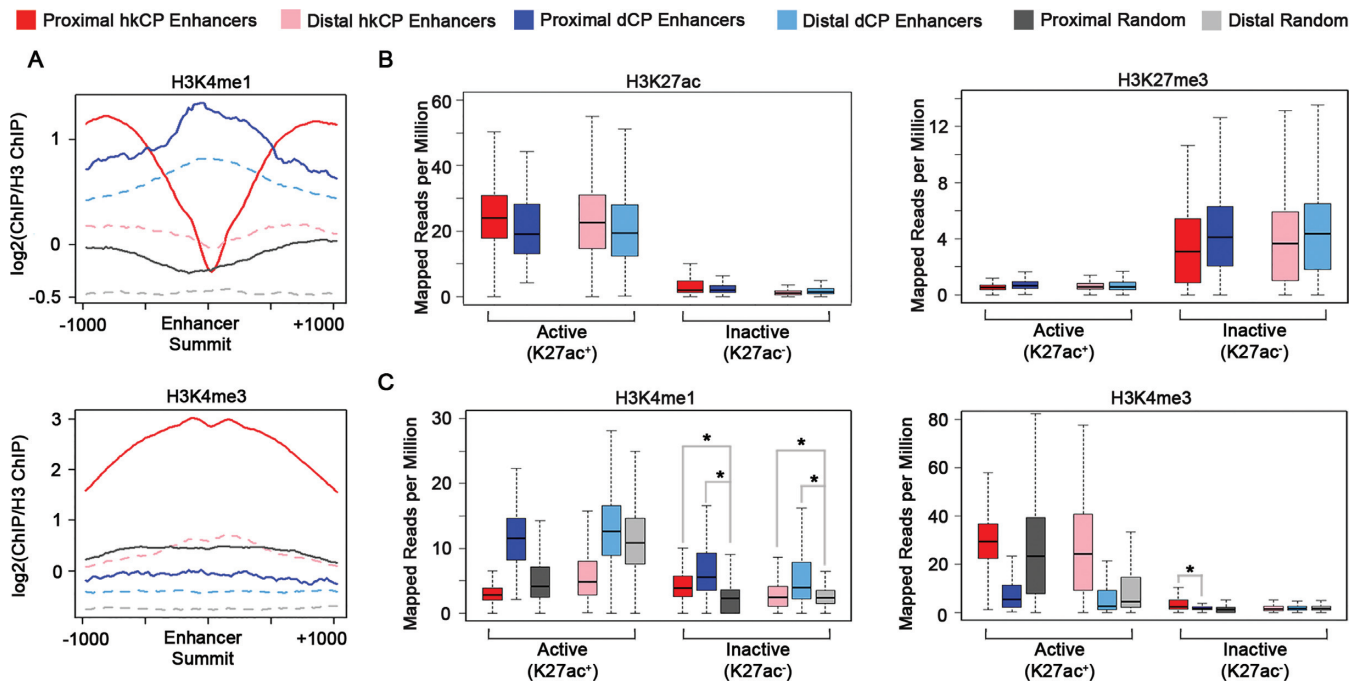 Proximal hkCP Enhancers Distal hkCP Enhancers Proximal dCP Enhancers Distal dCP Enhancers Proximal Random Distal Random
A
H3K4me1
log2(ChIP/H3 ChIP)
1
0
-0.5
-1000 Enhancer +1000
Summit
H3K4me3
log2(ChIP/H3 ChIP)
3
2
1
0
-1000 Enhancer +1000
Summit
B
H3K27ac
Mapped Reads per Million
60
40
20
0
Active Inactive
(K27ac+) (K27ac-)
H3K27me3
Mapped Reads per Million
12
8
4
0
Active Inactive
(K27ac+) (K27ac-)
C
H3K4me1
Mapped Reads per Million
30
20
10
0
* *
* *
Active Inactive
(K27ac+) (K27ac-)
H3K4me3
Mapped Reads per Million
80
60
40
20
0
*
Active Inactive
(K27ac+) (K27ac-)